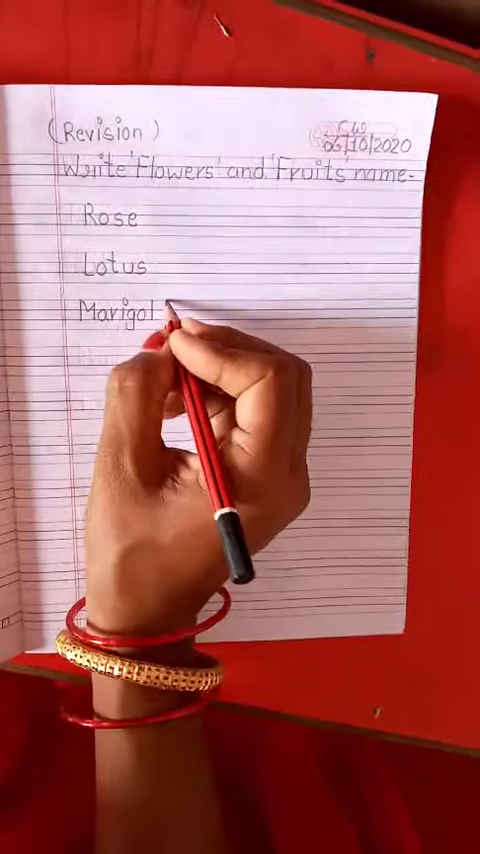 (Revision)
CW
06/10/2020
Write 'Flowers' and 'Fruits' name-
Rose
Lotus
Marigol